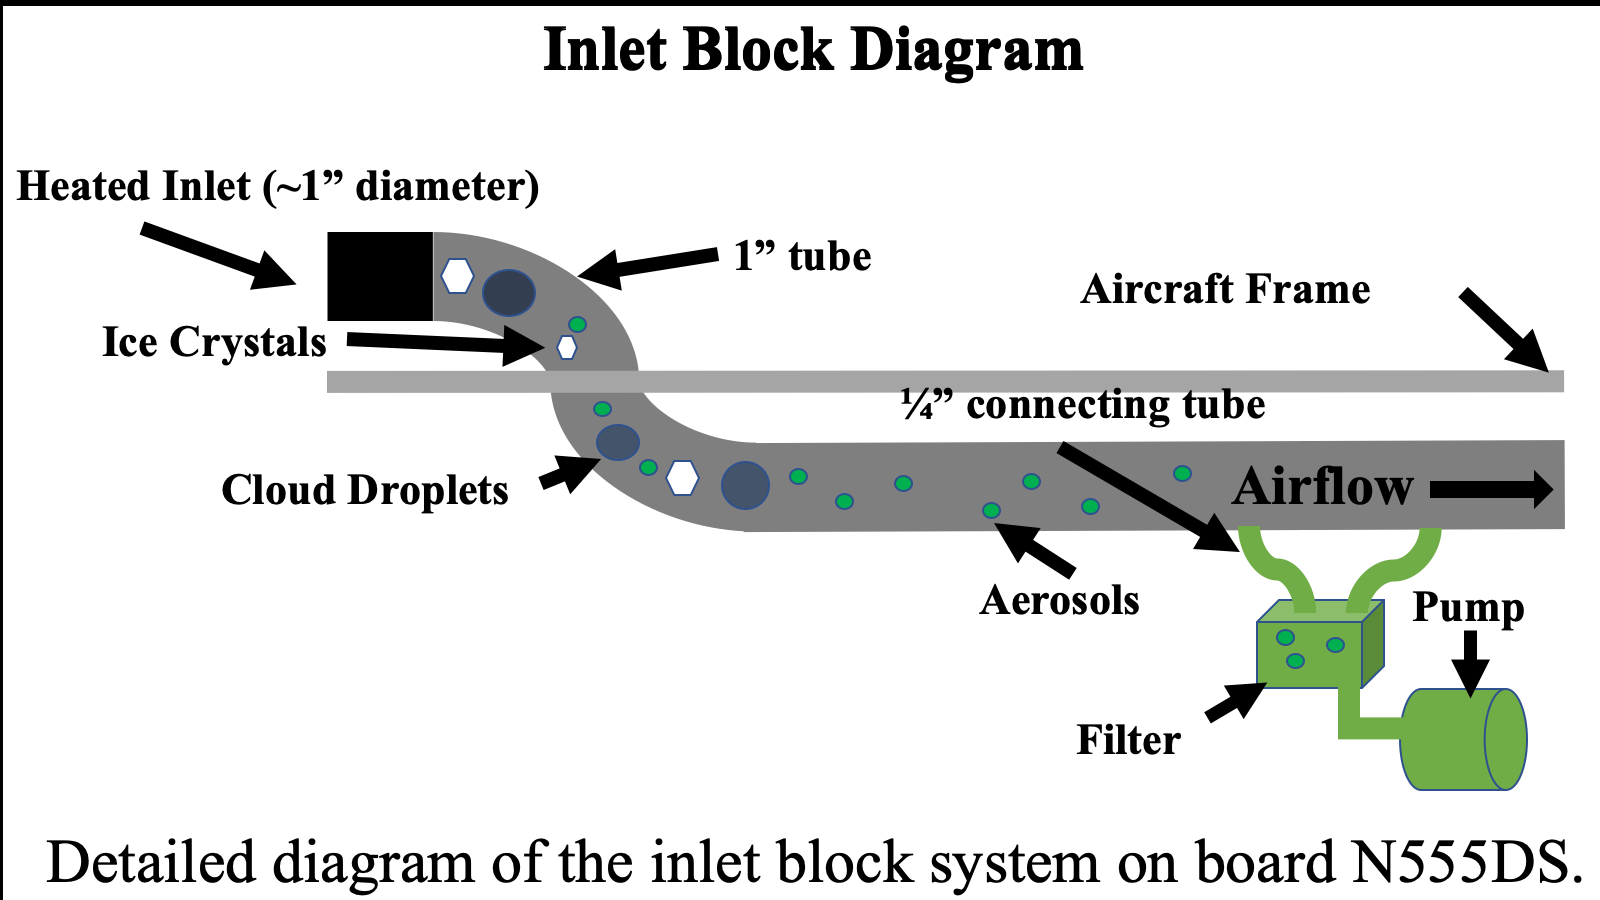 Inlet Block Diagram
Heated Inlet (~1” diameter)
1” tube
Aircraft Frame
Ice Crystals
¼” connecting tube
Cloud Droplets
Airflow
Aerosols
Pump
Filter
Detailed diagram of the inlet block system on board N555DS.